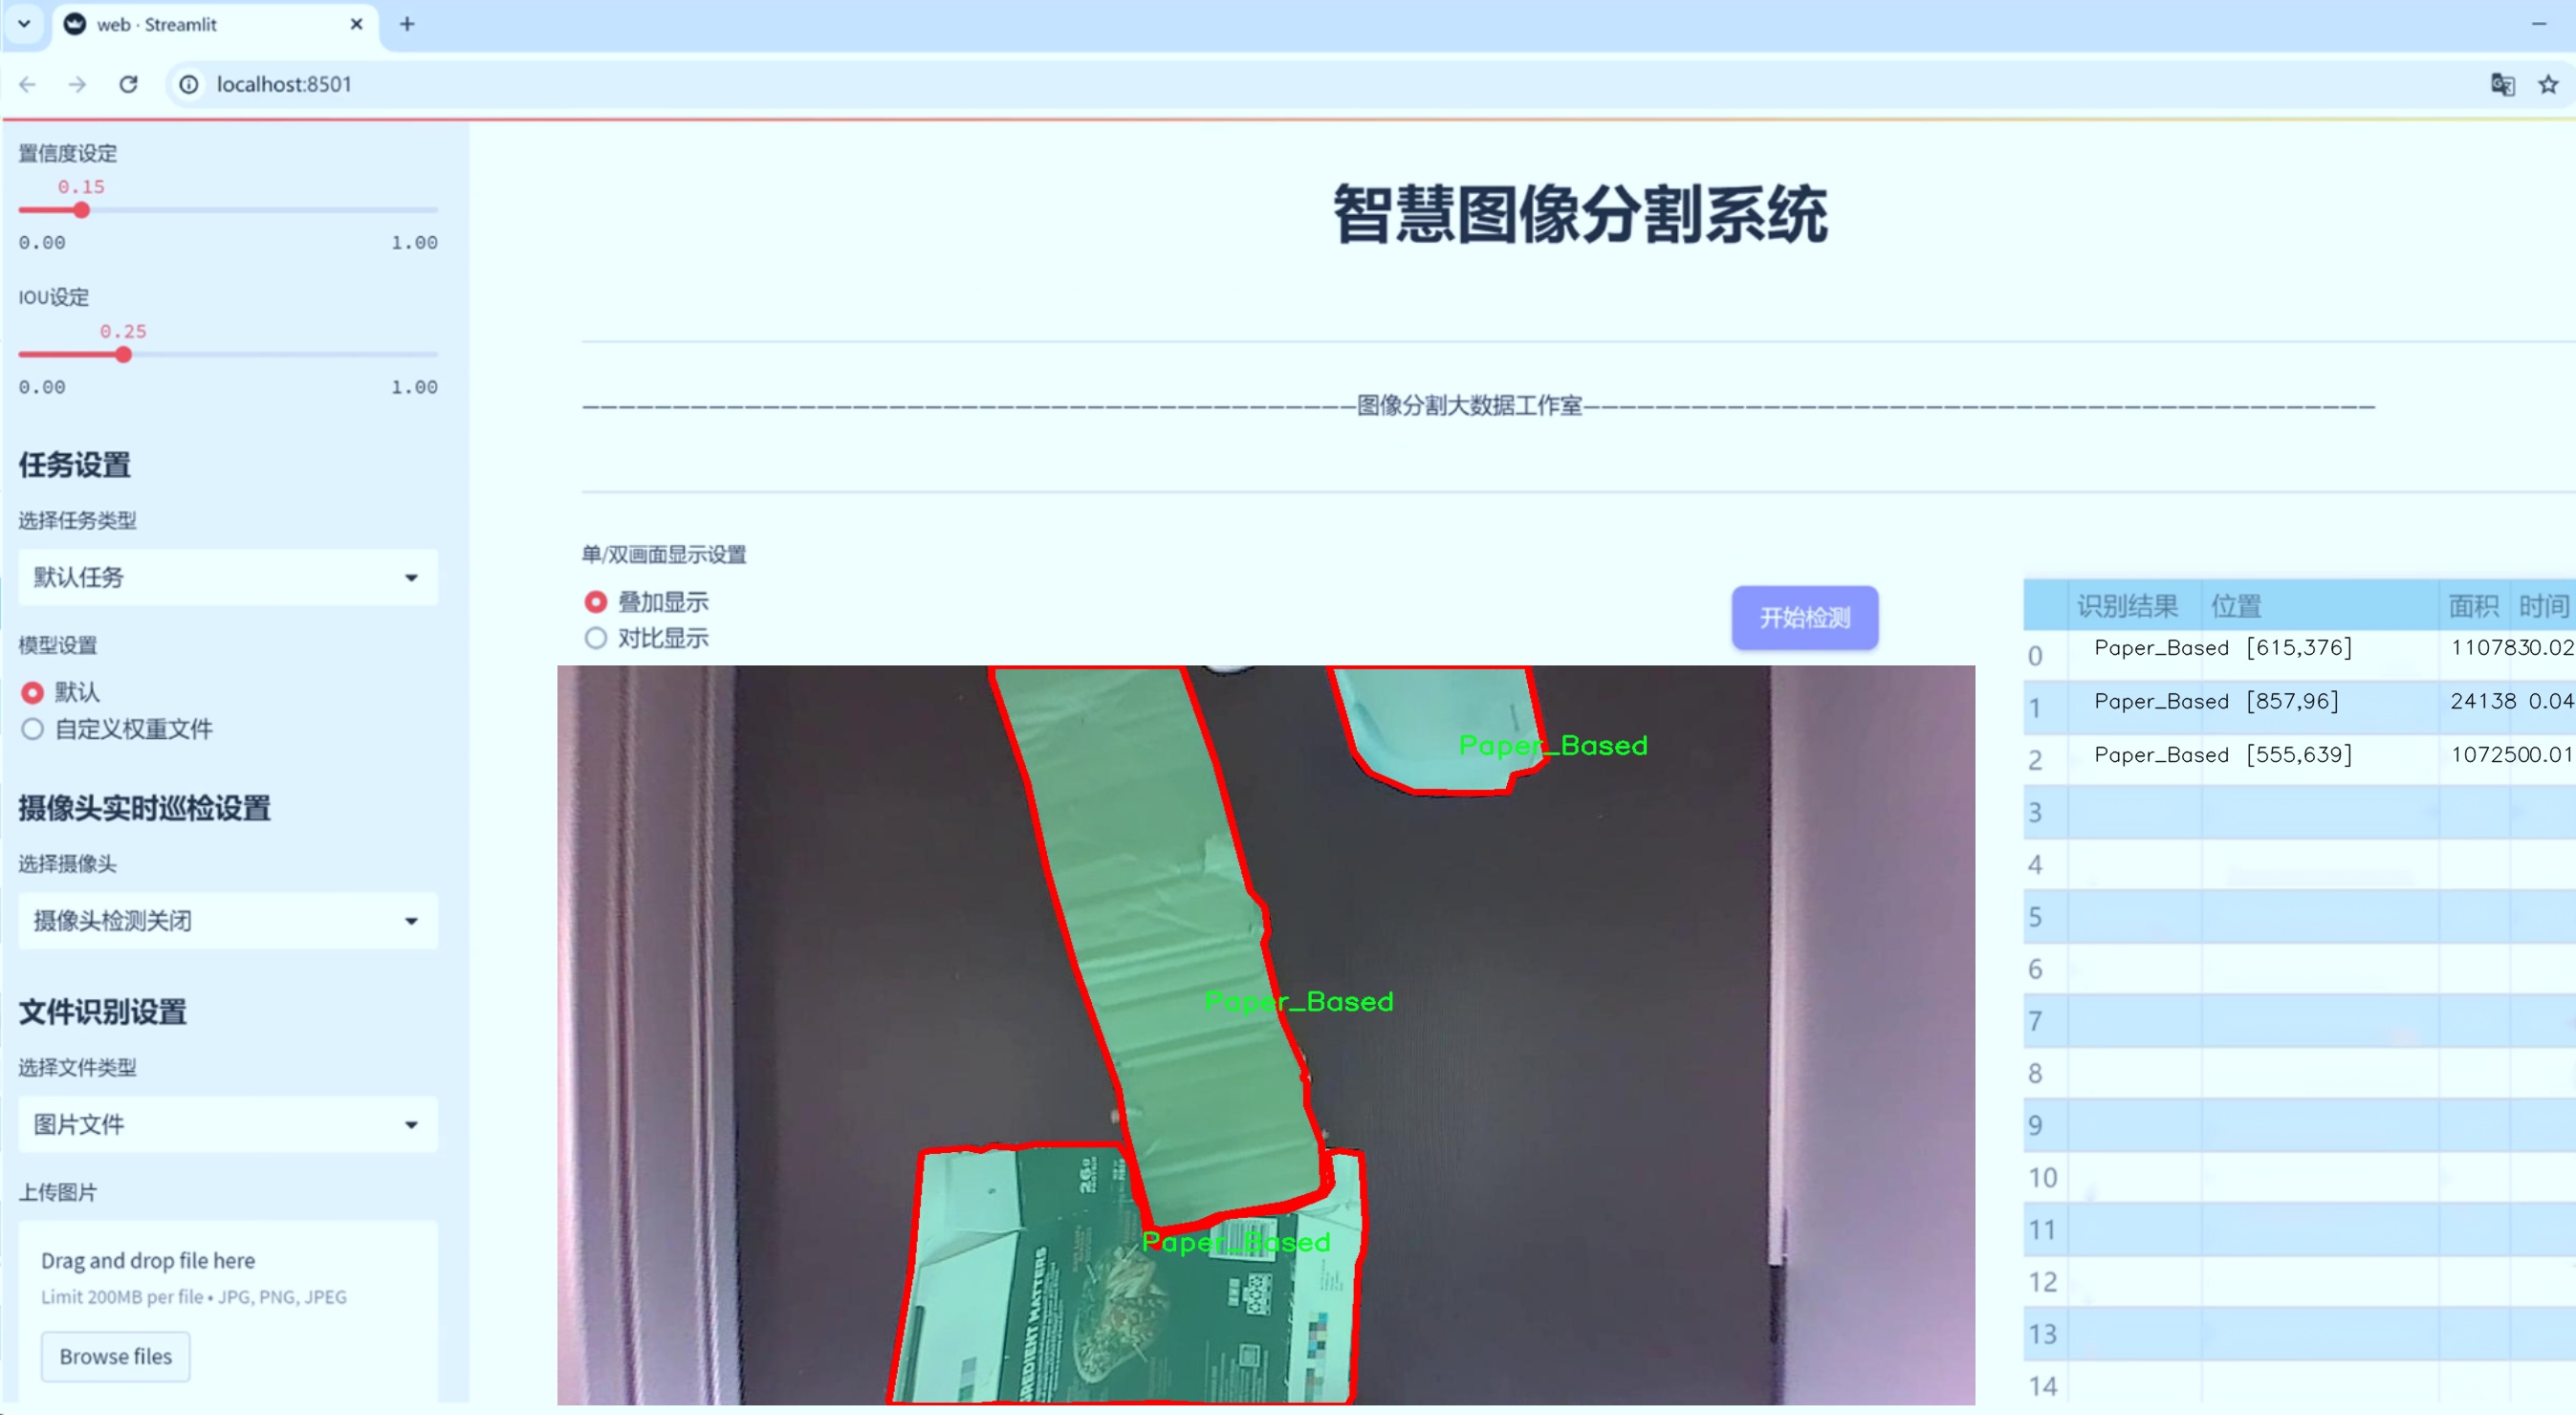 web · Streamlit
localhost:8501
置信度设定
0.15
0.00 1.00
IOU设定
0.25
0.00 1.00
任务设置
选择任务类型
默认任务
模型设置
默认
自定义权重文件
摄像头实时巡检设置
选择摄像头
摄像头检测关闭
文件识别设置
选择文件类型
图片文件
上传图片
Drag and drop file here
Limit 200MB per file • JPG, PNG, JPEG
Browse files
智慧图像分割系统
图像分割大数据工作室
单/双画面显示设置
叠加显示
对比显示
开始检测
Paper_Based
Paper_Based
Paper_Based
26g
REDIENT MATTERS
识别结果 位置 面积 时间
0 Paper_Based [615,376] 1107830.02
1 Paper_Based [857,96] 24138 0.04
2 Paper_Based [555,639] 1072500.01
3
4
5
6
7
8
9
10
11
12
13
14